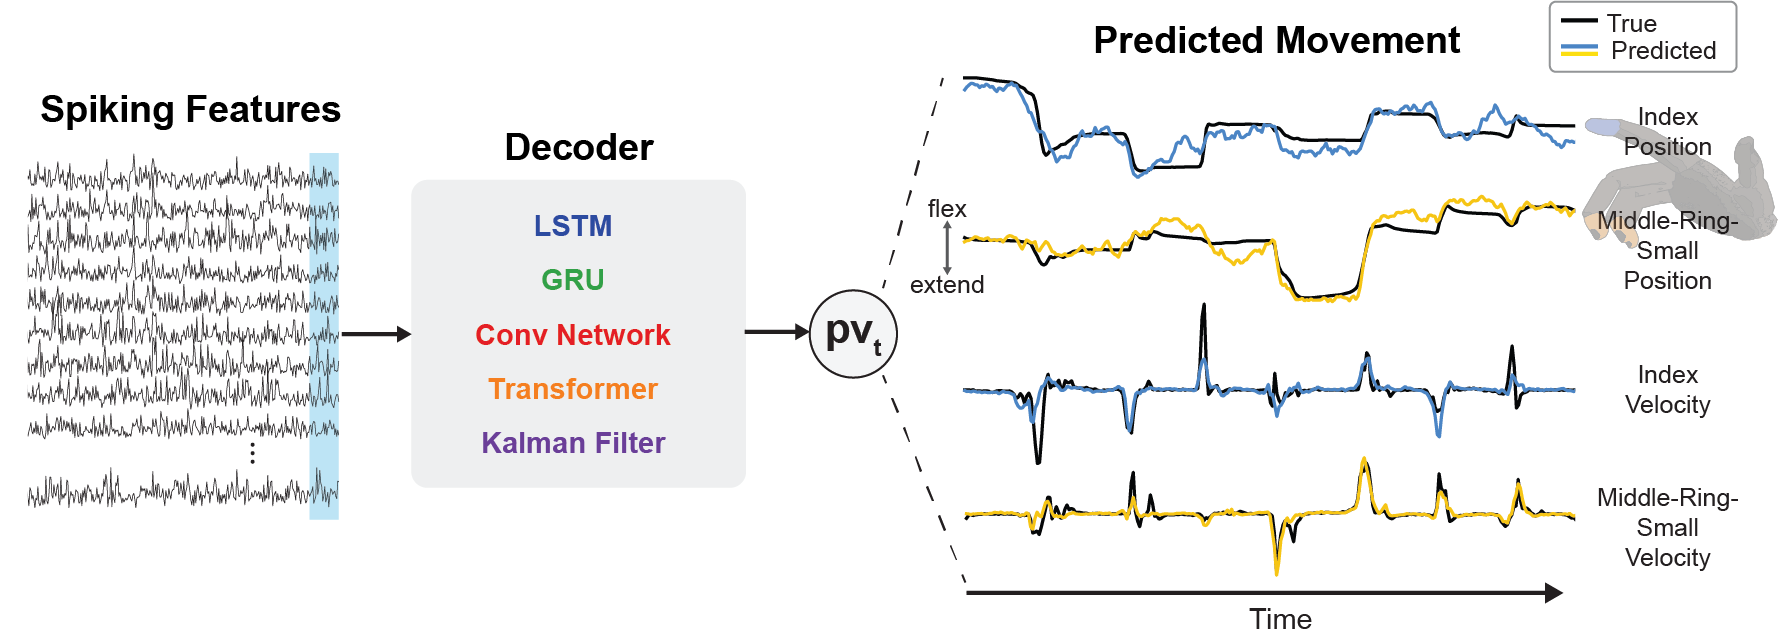 Spiking Features
Decoder
LSTM
GRU
Conv Network
Transformer
Kalman Filter
pvt
Predicted Movement
True
Predicted
flex
extend
Index
Position
Middle-Ring-
Small
Position
Index
Velocity
Middle-Ring-
Small
Velocity
Time